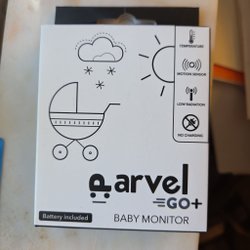 TEMPERATURE
MOTION SENSOR
LOW RADIATION
NO CHARGING
Parvel
GO+
Battery included
BABY MONITOR